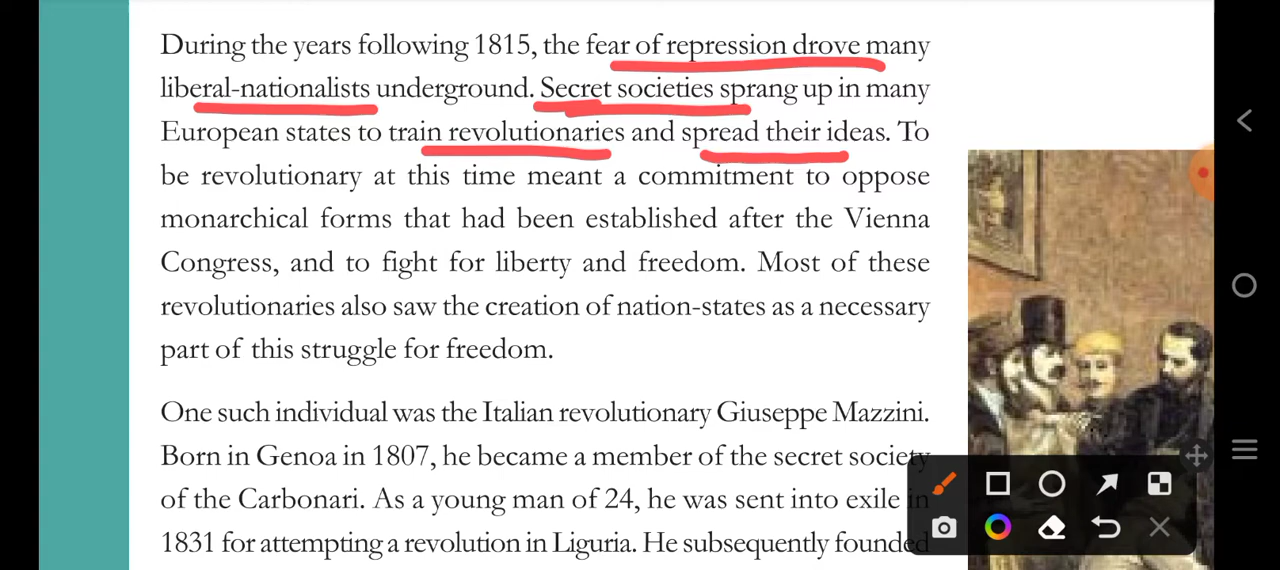 During the years following 1815, the fear of repression drove many
liberal-nationalists underground. Secret societies sprang up in many
European states to train revolutionaries and spread their ideas. To
be revolutionary at this time meant a commitment to oppose
monarchical forms that had been established after the Vienna
Congress, and to fight for liberty and freedom. Most of these
revolutionaries also saw the creation of nation-states as a necessary
part of this struggle for freedom.
One such individual was the Italian revolutionary Giuseppe Mazzini.
Born in Genoa in 1807, he became a member of the secret society
of the Carbonari. As a young man of 24, he was sent into exile in
1831 for attempting a revolution in Liguria. He subsequently founded